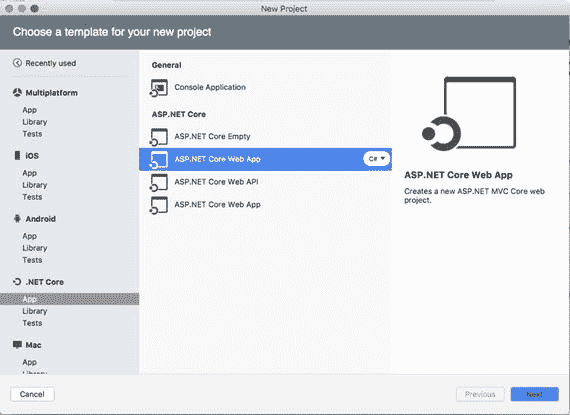 New Project
Choose a template for your new project
Recently used
Multiplatform
App
Library
Tests
iOS
App
Library
Tests
Android
App
Library
Tests
.NET Core
App
Library
Tests
Mac
App
Library
General
Console Application
ASP.NET Core
ASP.NET Core Empty
ASP.NET Core Web App
C#
ASP.NET Core Web API
ASP.NET Core Web App
ASP.NET Core Web App
Creates a new ASP.NET MVC Core web
project.
Cancel
Previous
Next